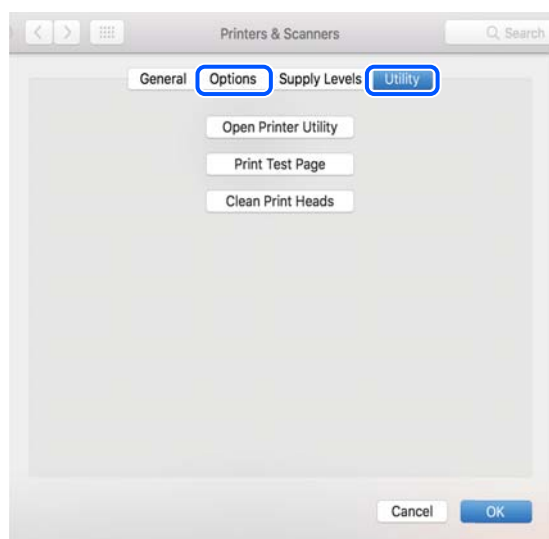 Printers & Scanners Search
General Options Supply Levels Utility
Open Printer Utility
Print Test Page
Clean Print Heads
Cancel OK